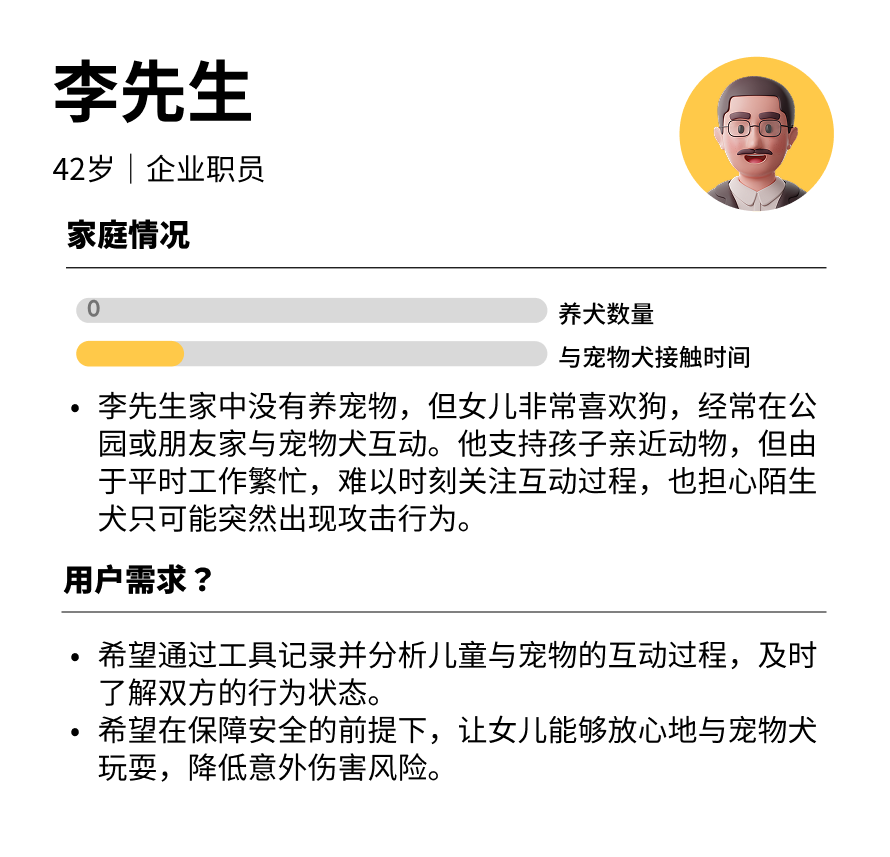 李先生
42岁｜企业职员
家庭情况
0
养犬数量
与宠物犬接触时间
• 李先生家中没有养宠物，但女儿非常喜欢狗，经常在公
园或朋友家与宠物犬互动。他支持孩子亲近动物，但由
于平时工作繁忙，难以时刻关注互动过程，也担心陌生
犬只可能突然出现攻击行为。
用户需求？
• 希望通过工具记录并分析儿童与宠物的互动过程，及时
了解双方的行为状态。
• 希望在保障安全的前提下，让女儿能够放心地与宠物犬
玩耍，降低意外伤害风险。